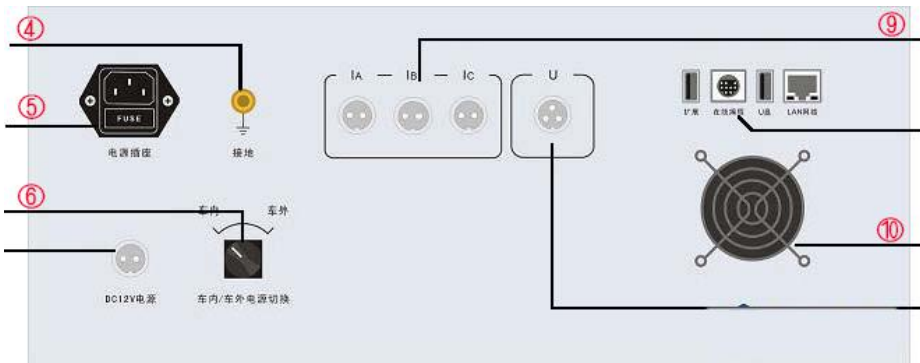 ④
⑨
IA — IB — IC
U
⑤
FUSE
电源插座
接地
扩展
在线编程
U盘
LAN网络
⑥
车内
车外
⑩
DC12V电源
车内/车外电源切换